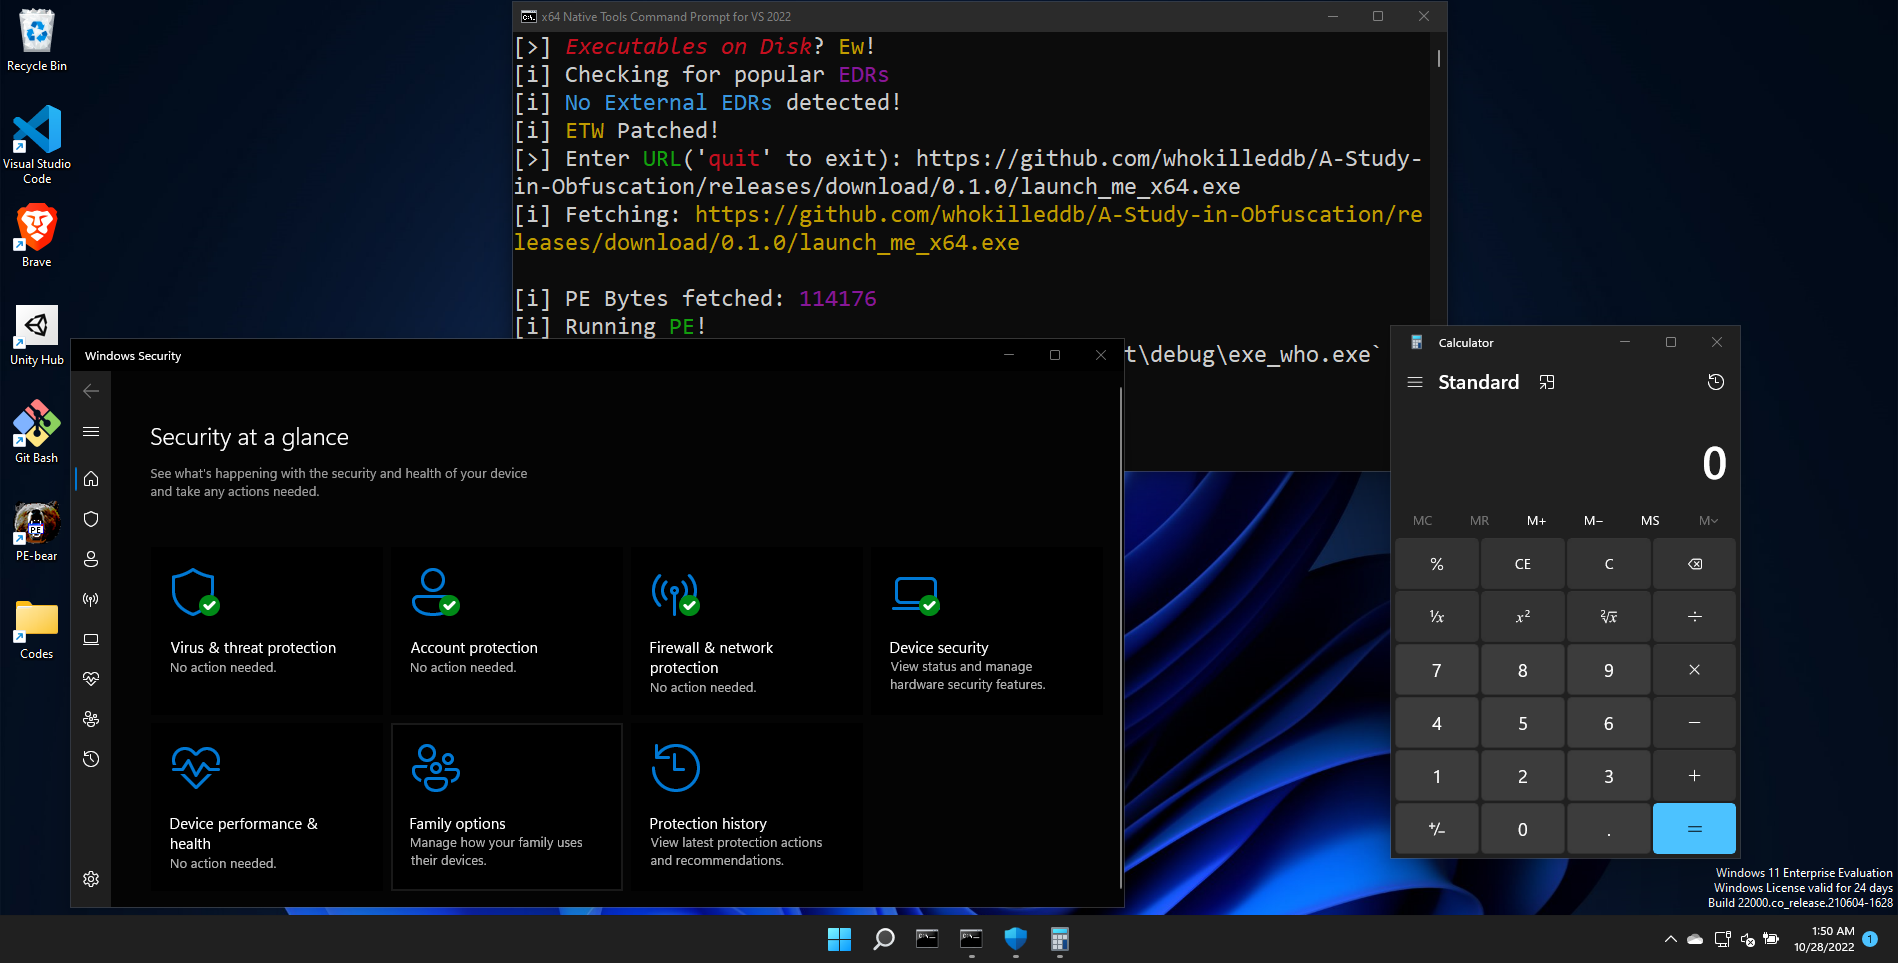 Recycle Bin
Visual Studio
Code
Brave
Unity Hub
Git Bash
PE-bear
Codes
x64 Native Tools Command Prompt for VS 2022
[>] Executables on Disk? Ew!
[i] Checking for popular EDRs
[i] No External EDRs detected!
[i] ETW Patched!
[>] Enter URL('quit' to exit): https://github.com/whokilleddb/A-Study-
in-Obfuscation/releases/download/0.1.0/launch_me_x64.exe
[i] Fetching: https://github.com/whokilleddb/A-Study-in-Obfuscation/re
leases/download/0.1.0/launch_me_x64.exe
[i] PE Bytes fetched: 114176
[i] Running PE!
t\debug\exe_who.exe`
Windows Security
Security at a glance
See what's happening with the security and health of your device
and take any actions needed.
Virus & threat protection
No action needed.
Account protection
No action needed.
Firewall & network
protection
No action needed.
Device security
View status and manage
hardware security features.
Device performance &
health
No action needed.
Family options
Manage how your family uses
their devices.
Protection history
View latest protection actions
and recommendations.
Calculator
Standard
0
MC MR M+ M− MS M˅
% CE C
⅟x x² ²√x ÷
7 8 9 ×
4 5 6 −
1 2 3 +
+/− 0 . =
Windows 11 Enterprise Evaluation
Windows License valid for 24 days
Build 22000.co_release.210604-1628
1:50 AM
10/28/2022
1